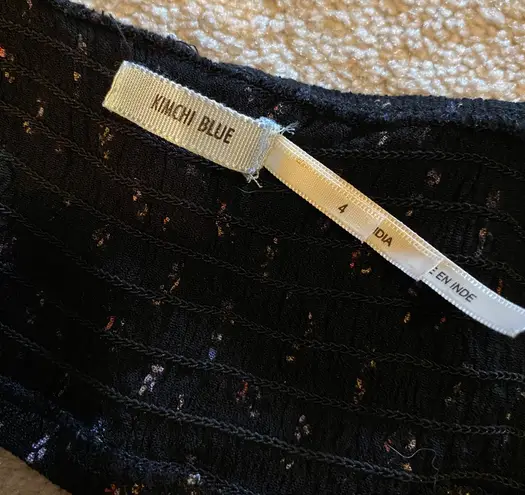 KIMCHI BLUE
4
DIA
E EN INDE